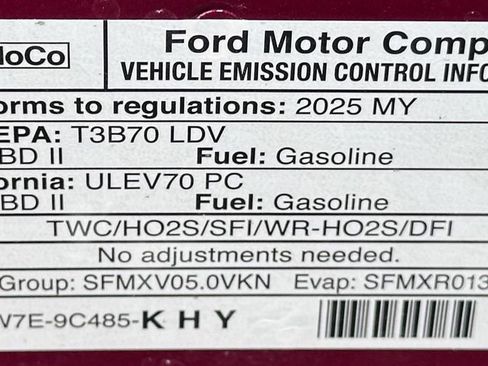 loCo
Ford Motor Comp
VEHICLE EMISSION CONTROL INFO
orms to regulations: 2025 MY
EPA: T3B70 LDV
BD II Fuel: Gasoline
ornia: ULEV70 PC
BD II Fuel: Gasoline
TWC/HO2S/SFI/WR-HO2S/DFI
No adjustments needed.
Group: SFMXV05.0VKN Evap: SFMXR013
W7E-9C485-K H Y